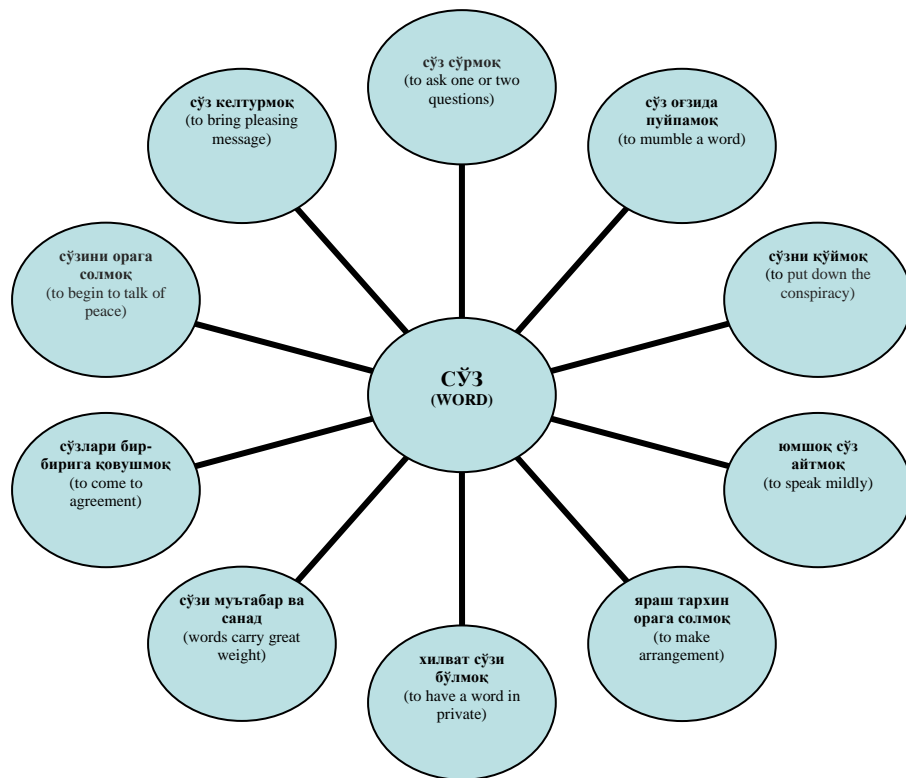 сўз сўрмоқ
(to ask one or two
questions)
сўз келтурмоқ
(to bring pleasing
message)
сўз оғзида
пуйпамоқ
(to mumble a word)
сўзини орага
солмоқ
(to begin to talk of
peace)
сўзни қўймоқ
(to put down the
conspiracy)
СЎЗ
(WORD)
сўзлари бир-
бирига қовушмоқ
(to come to
agreement)
юмшоқ сўз
айтмоқ
(to speak mildly)
сўзи муътабар ва
санад
(words carry great
weight)
яраш тархин
орага солмоқ
(to make
arrangement)
хилват сўзи
бўлмоқ
(to have a word in
private)